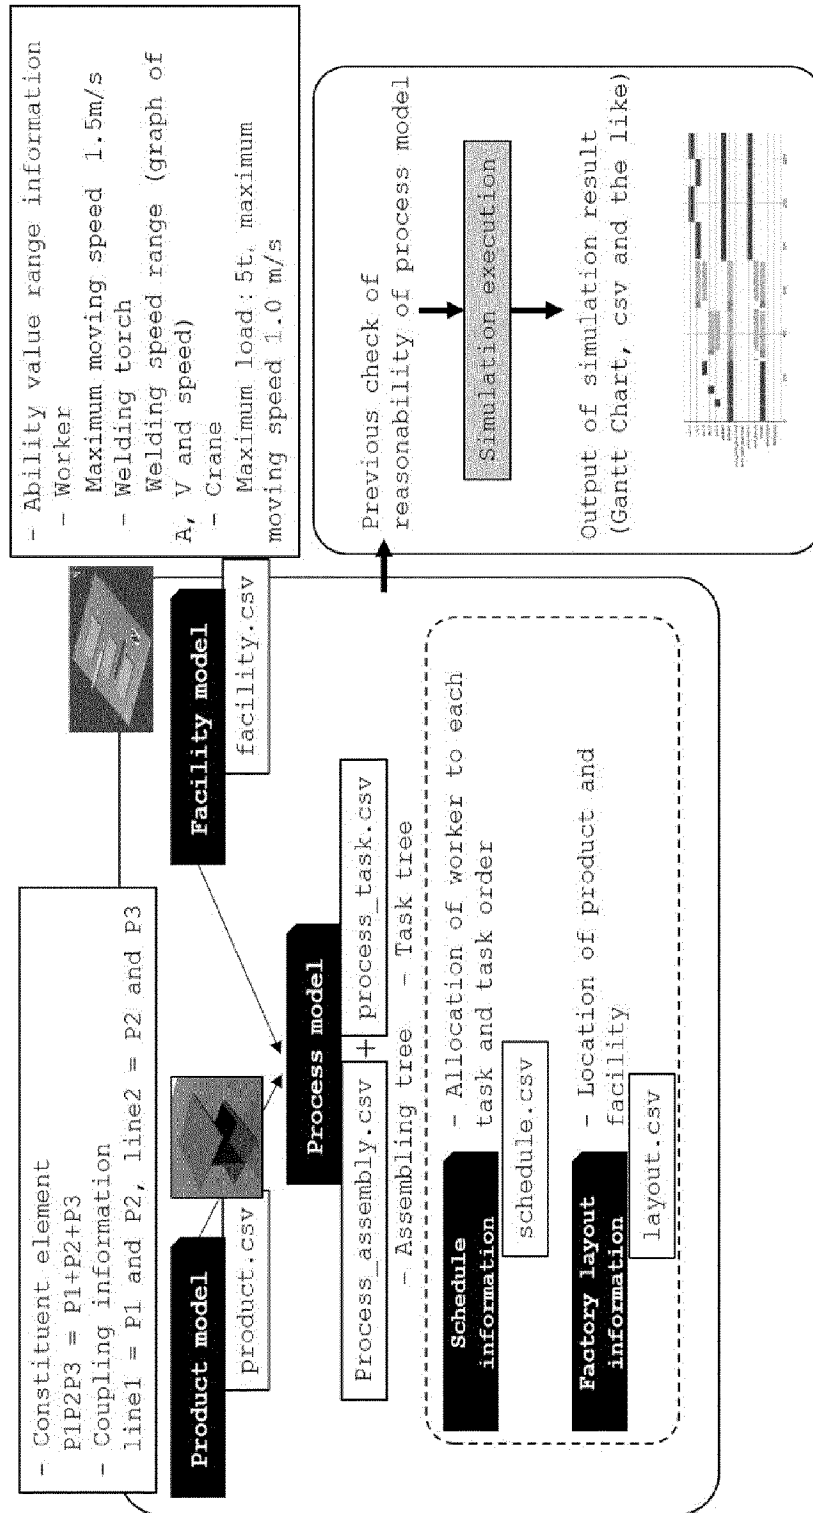 - Constituent element
P1P2P3 = P1+P2+P3
- Coupling information
line1 = P1 and P2, line2 = P2 and P3
Product model
product.csv
Facility model
facility.csv
- Ability value range information
- Worker
Maximum moving speed 1.5m/s
- Welding torch
Welding speed range (graph of
A, V and speed)
- Crane
Maximum load:5t, maximum
moving speed 1.0 m/s
Process model
Process_assembly.csv + process_task.csv
- Assembling tree - Task tree
Schedule
information
- Allocation of worker to each
task and task order
schedule.csv
Factory layout
information
- Location of product and
facility
layout.csv
Previous check of
reasonability of process model
Simulation execution
Output of simulation result
(Gantt Chart, csv and the like)